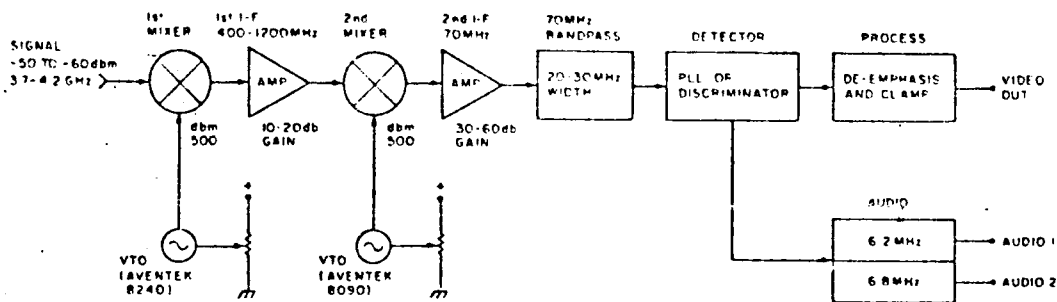 1st
MIXER
1st I-F
400-1200MHz
2nd
MIXER
2nd I-F
70MHz
70MHz
BANDPASS
DETECTOR
PROCESS
SIGNAL
-50 TO -60dbm
3.7-4.2 GHz
AMP
AMP
20-30MHz
WIDTH
PLL OF
DISCRIMINATOR
DE-EMPHASIS
AND CLAMP
VIDEO
OUT
dbm
500
10-20db
GAIN
dbm
500
30-60db
GAIN
+
+
AUDIO
6.2MHz
AUDIO 1
6.8MHz
AUDIO 2
VTO
(AVENTEK
8240)
VTO
(AVENTEK
8090)